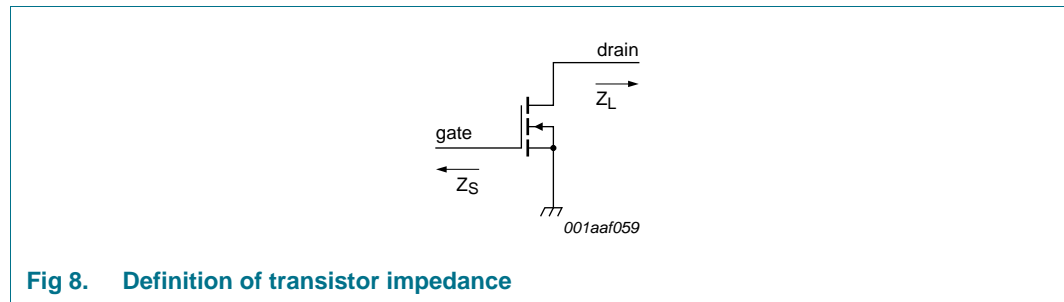 drain
Z_L
gate
Z_S
001aaf059
Fig 8. Definition of transistor impedance